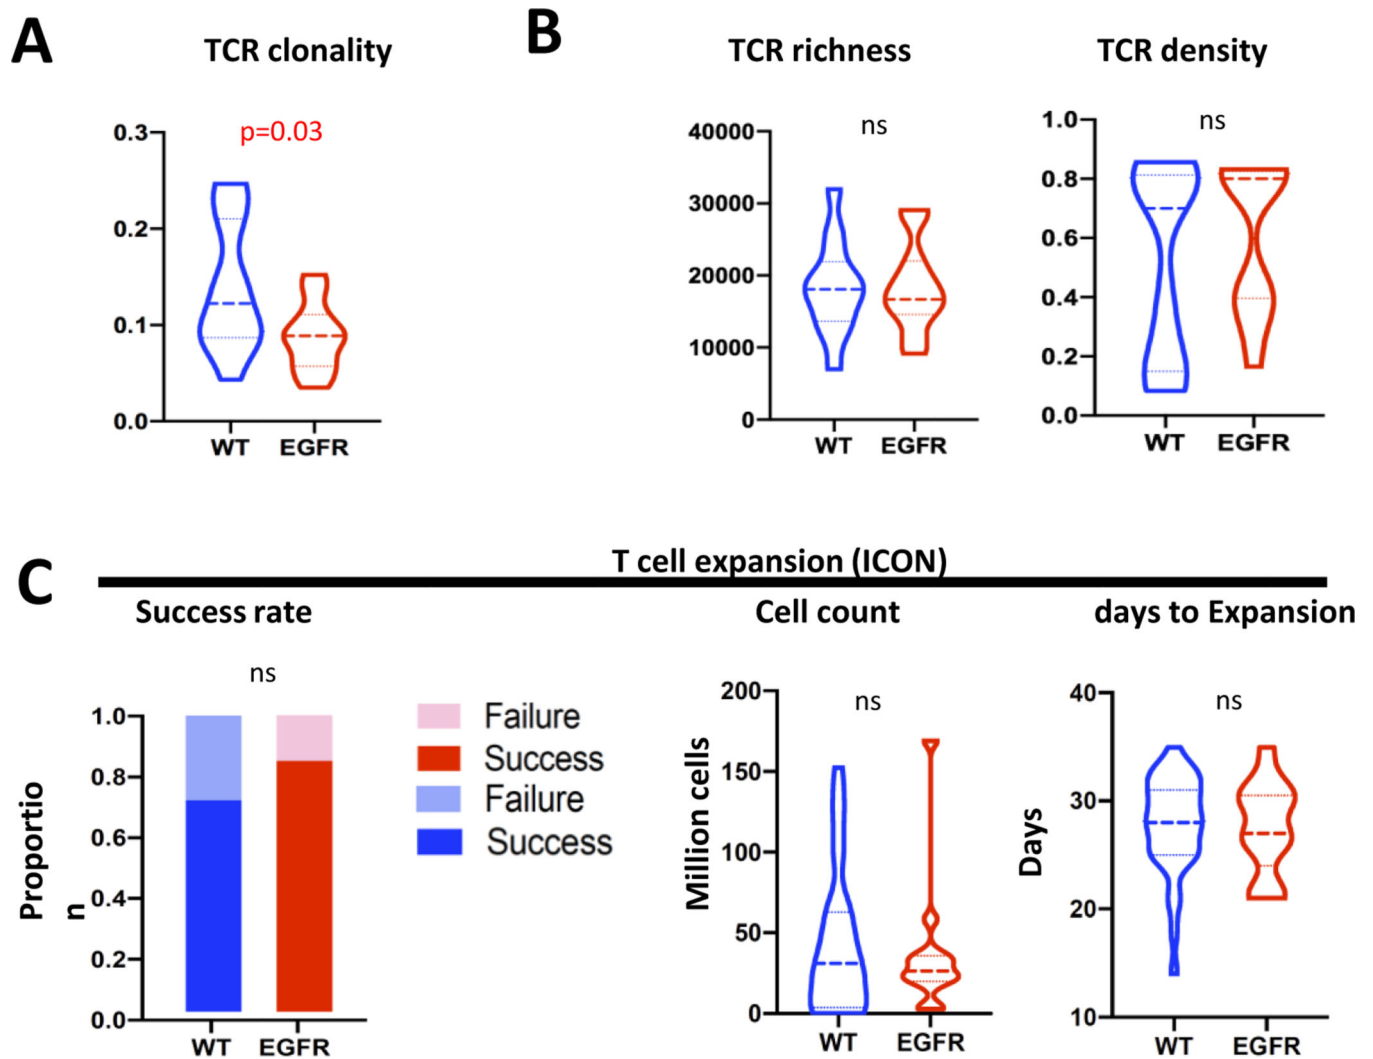 A
TCR clonality
p=0.03
0.3
0.2
0.1
0.0
WT EGFR
B
TCR richness
ns
40000
30000
20000
10000
0
WT EGFR
TCR density
ns
1.0
0.8
0.6
0.4
0.2
0.0
WT EGFR
C
T cell expansion (ICON)
Success rate
ns
Proportio
n
1.0
0.8
0.6
0.4
0.2
0.0
WT EGFR
Failure
Success
Failure
Success
Cell count
ns
Million cells
200
150
100
50
0
WT EGFR
days to Expansion
ns
Days
40
30
20
10
WT EGFR